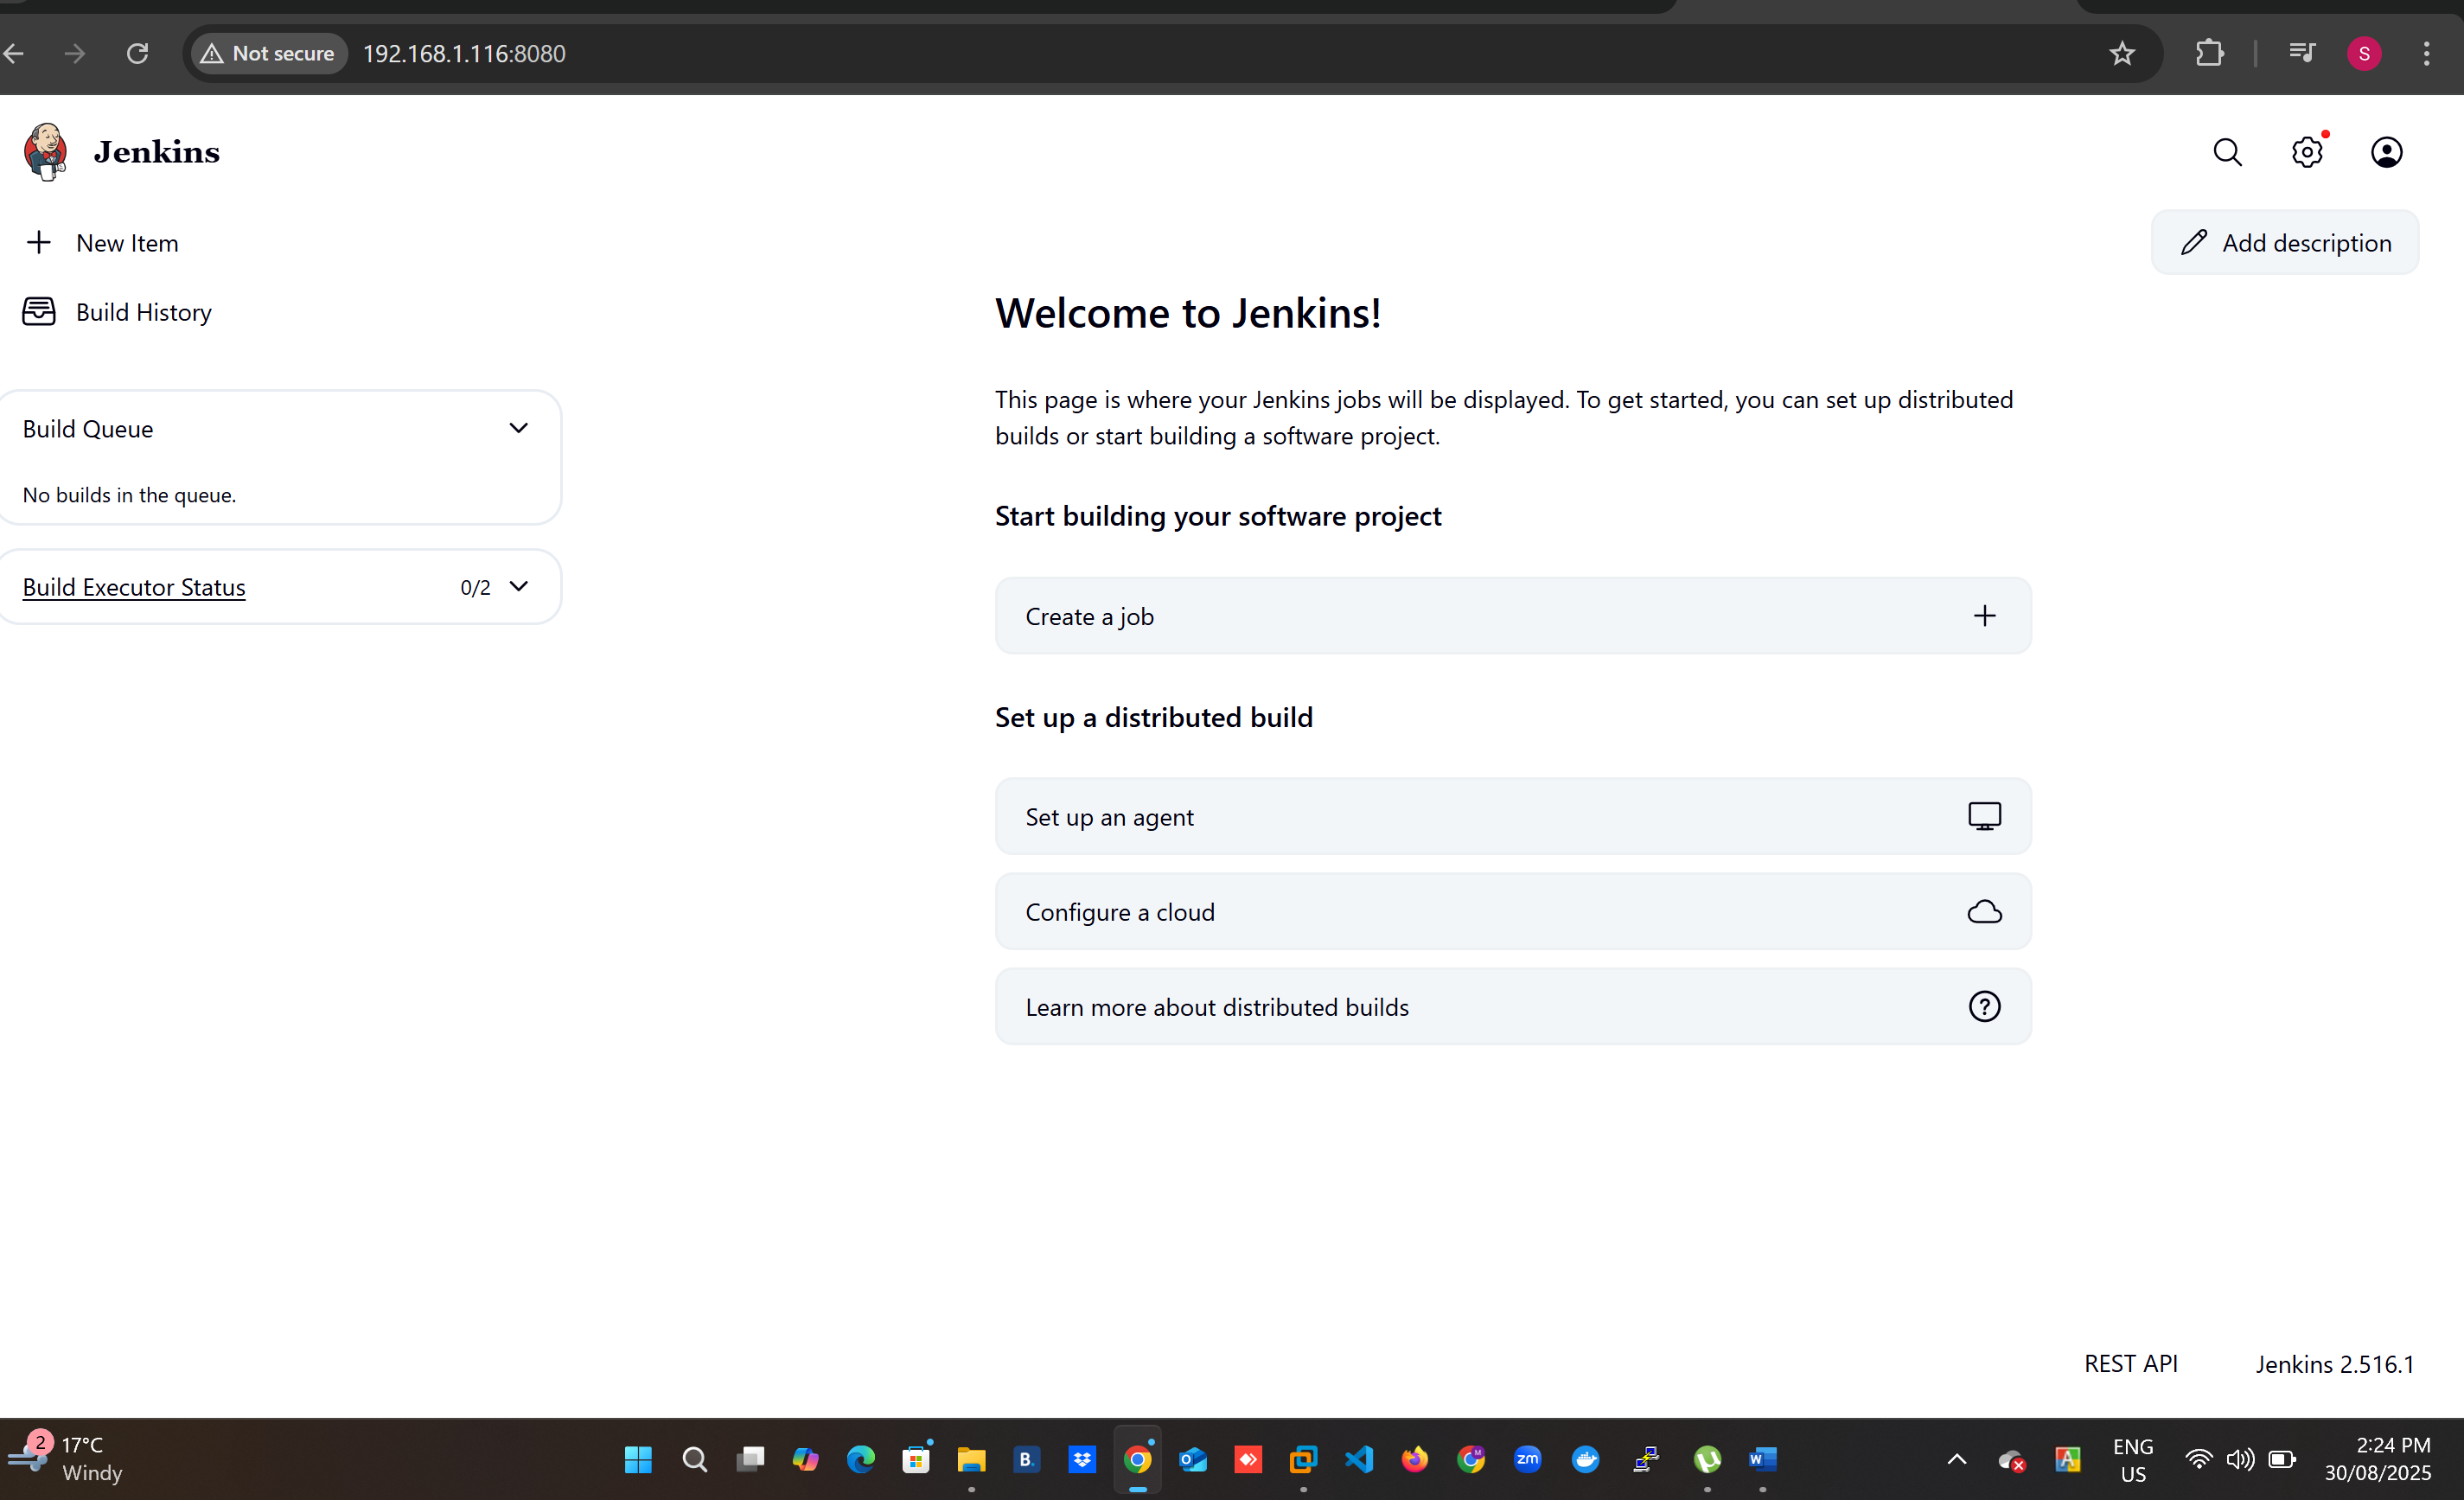 Not secure
192.168.1.116:8080
S
Jenkins
New Item
Add description
Build History
Welcome to Jenkins!
This page is where your Jenkins jobs will be displayed. To get started, you can set up distributed
builds or start building a software project.
Build Queue
No builds in the queue.
Start building your software project
Build Executor Status 0/2
Create a job
Set up a distributed build
Set up an agent
Configure a cloud
Learn more about distributed builds
REST API
Jenkins 2.516.1
2
17°C
Windy
B.
M
zm
W
A
ENG
US
2:24 PM
30/08/2025